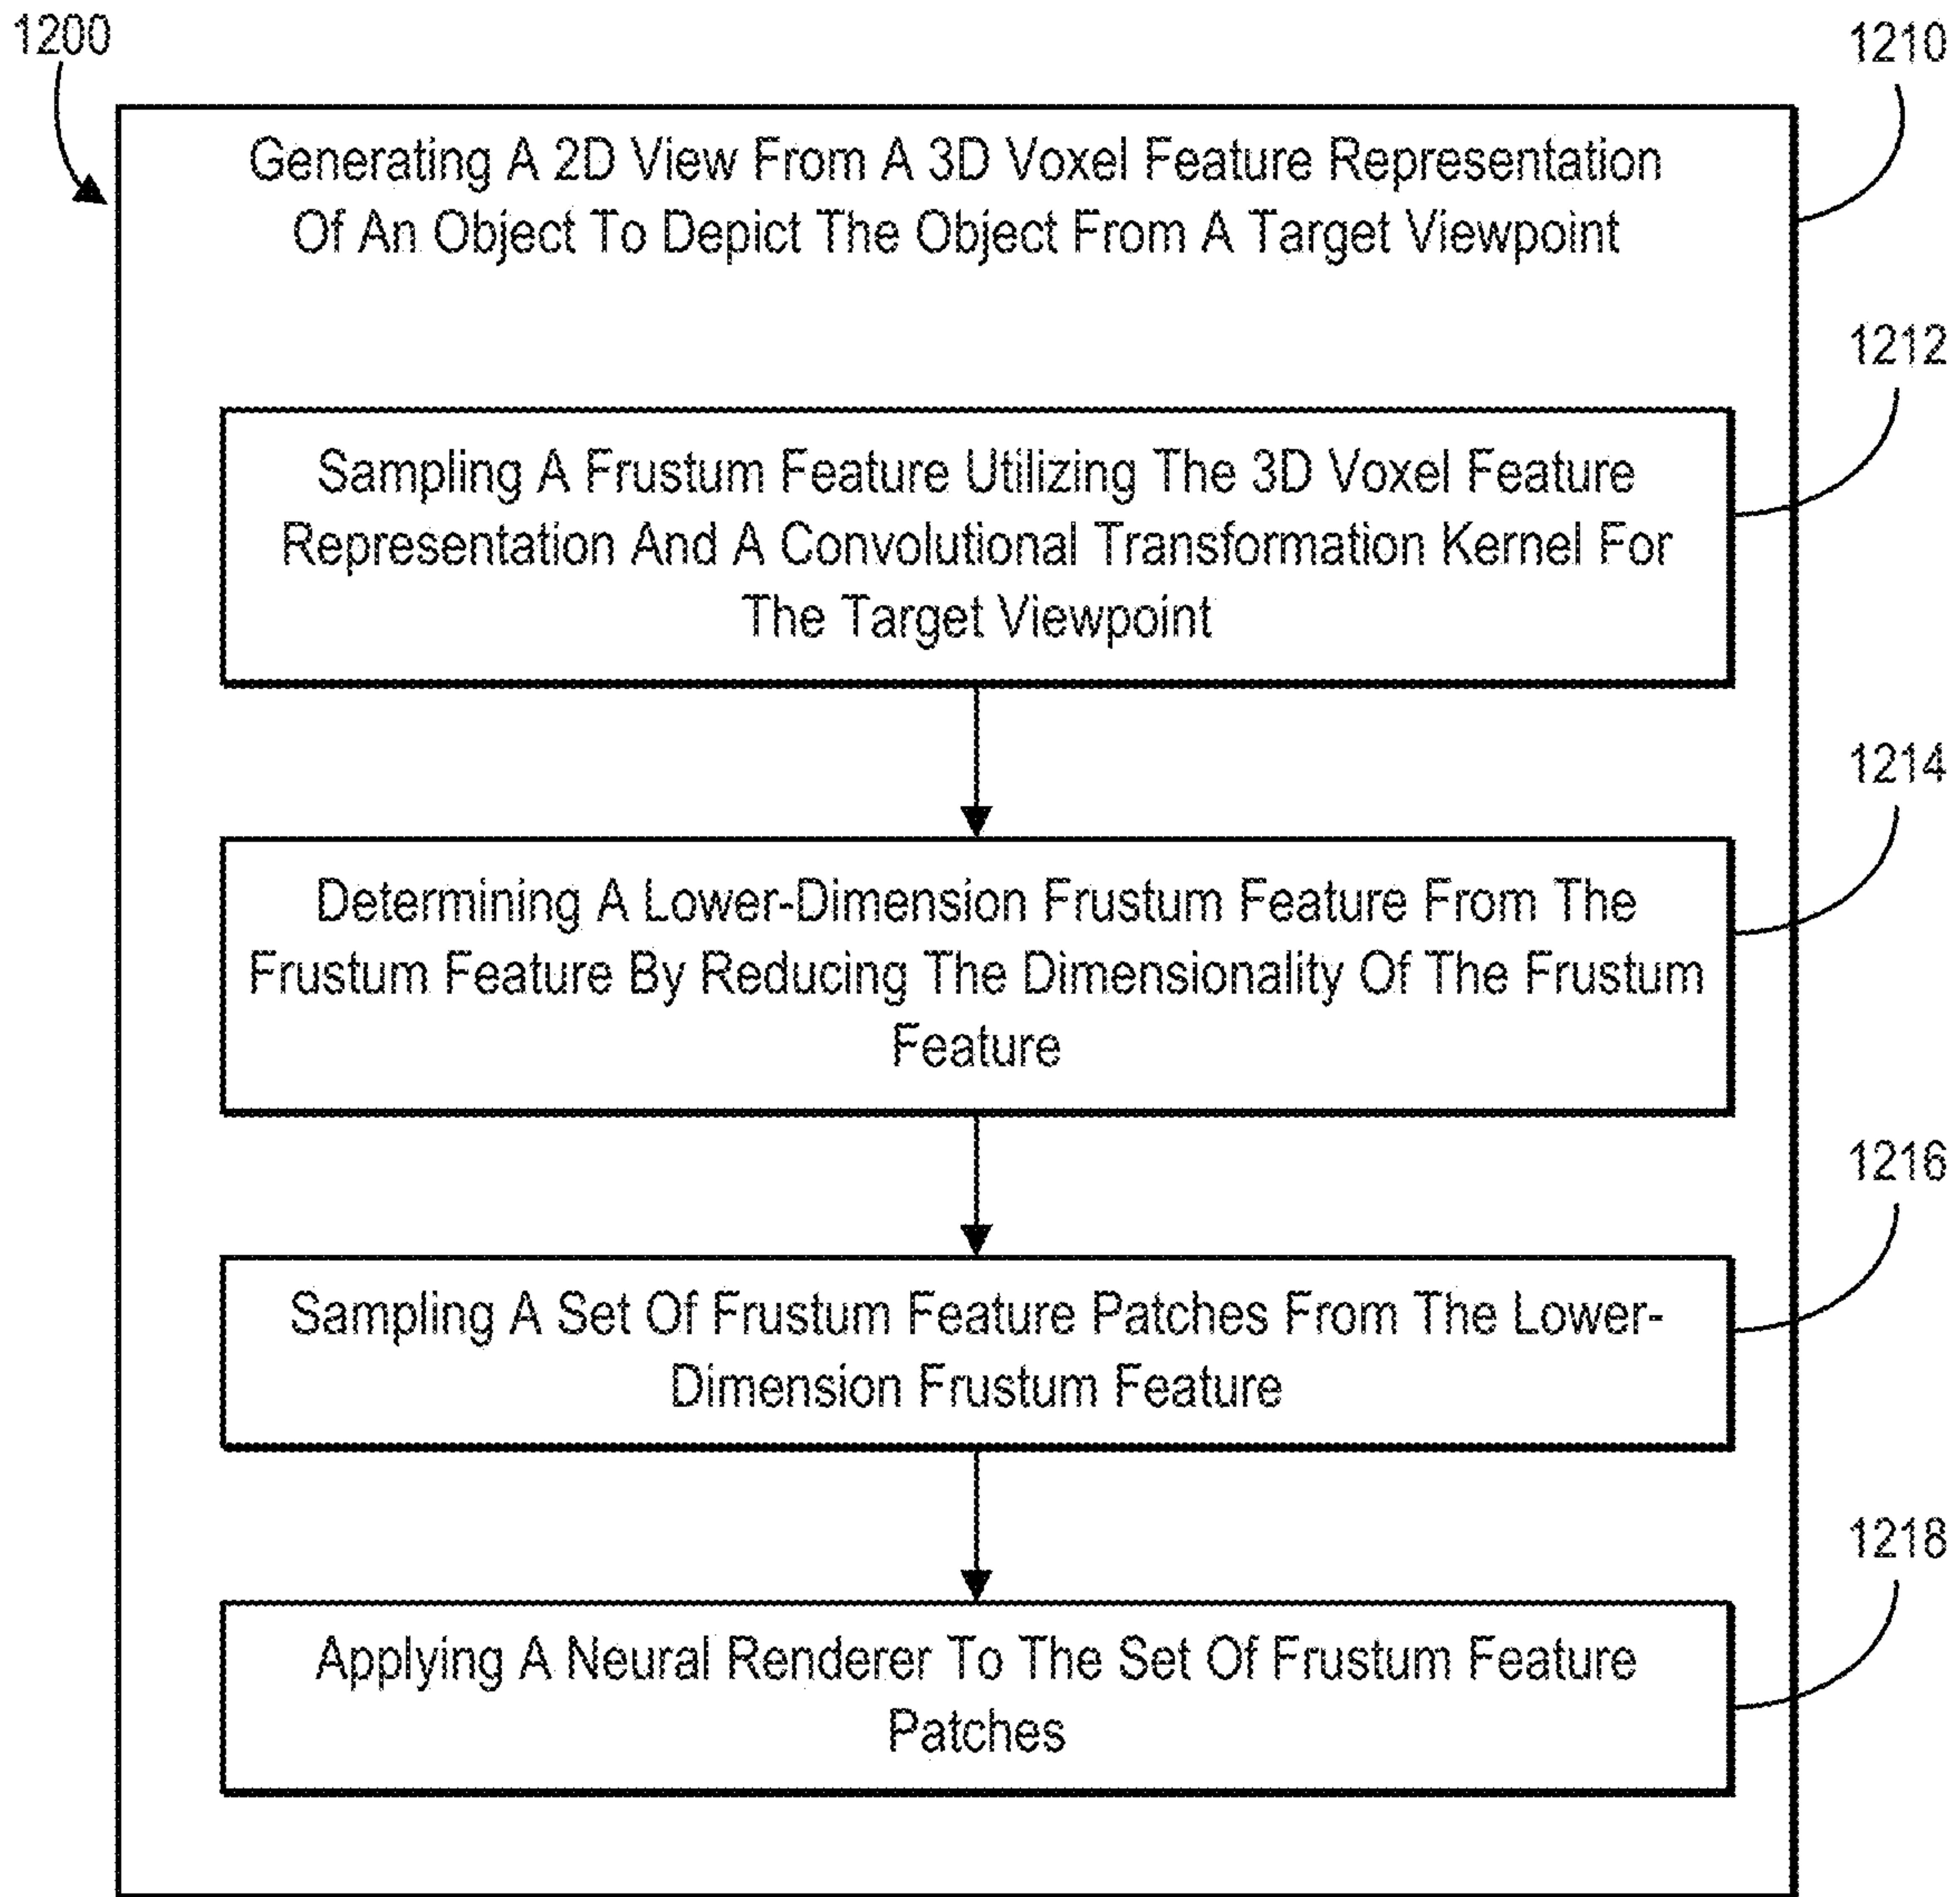 1200
1210
Generating A 2D View From A 3D Voxel Feature Representation
Of An Object To Depict The Object From A Target Viewpoint
1212
Sampling A Frustum Feature Utilizing The 3D Voxel Feature
Representation And A Convolutional Transformation Kernel For
The Target Viewpoint
1214
Determining A Lower-Dimension Frustum Feature From The
Frustum Feature By Reducing The Dimensionality Of The Frustum
Feature
1216
Sampling A Set Of Frustum Feature Patches From The Lower-
Dimension Frustum Feature
1218
Applying A Neural Renderer To The Set Of Frustum Feature
Patches